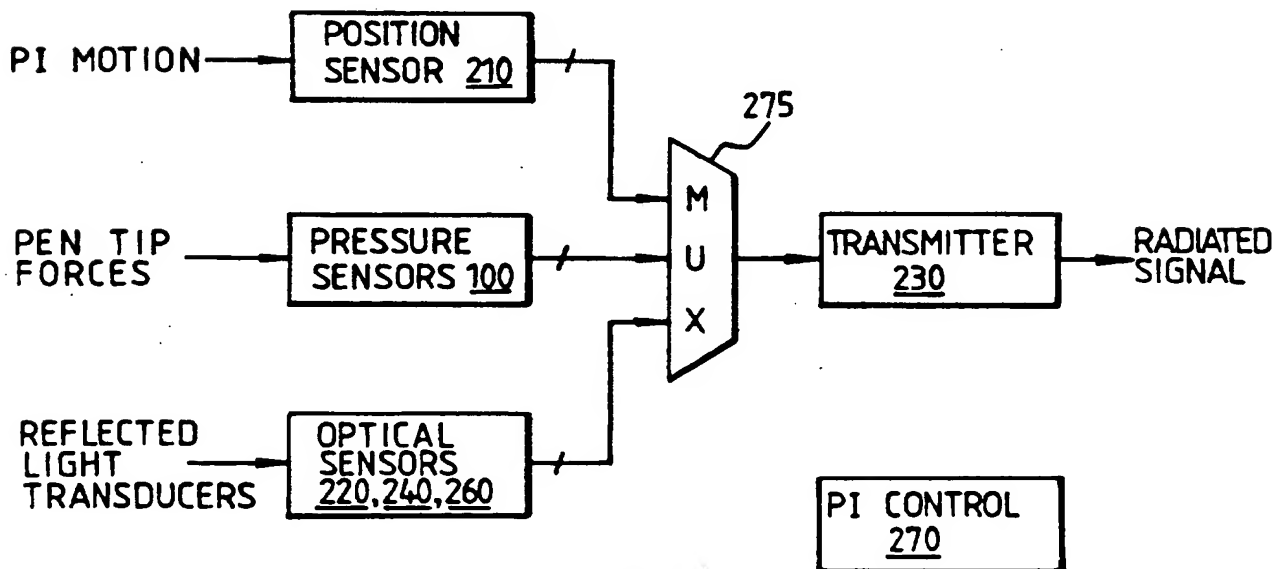 PI MOTION
POSITION
SENSOR 210
275
M
U
X
PEN TIP
FORCES
PRESSURE
SENSORS 100
TRANSMITTER
230
RADIATED
SIGNAL
REFLECTED
LIGHT
TRANSDUCERS
OPTICAL
SENSORS
220, 240, 260
PI CONTROL
270